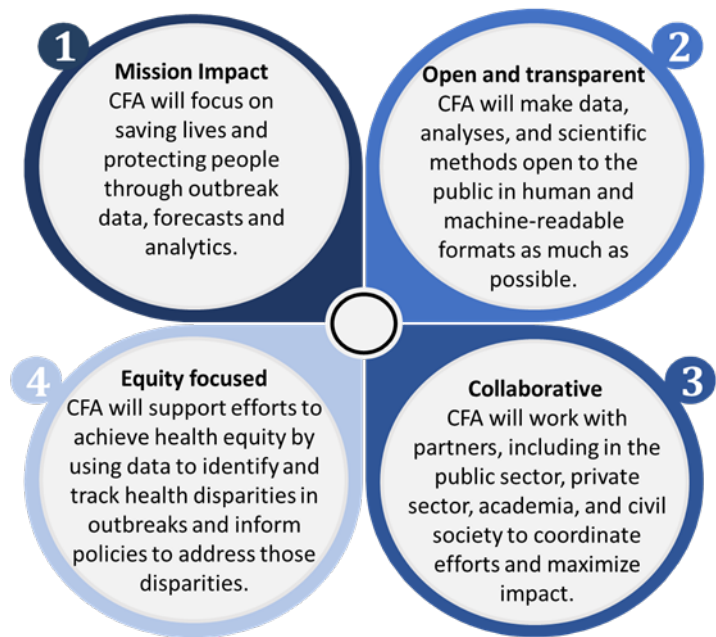 1
Mission Impact
CFA will focus on
saving lives and
protecting people
through outbreak
data, forecasts and
analytics.
2
Open and transparent
CFA will make data,
analyses, and scientific
methods open to the
public in human and
machine-readable
formats as much as
possible.
3
Collaborative
CFA will work with
partners, including in the
public sector, private
sector, academia, and civil
society to coordinate
efforts and maximize
impact.
4
Equity focused
CFA will support efforts to
achieve health equity by
using data to identify and
track health disparities in
outbreaks and inform
policies to address those
disparities.